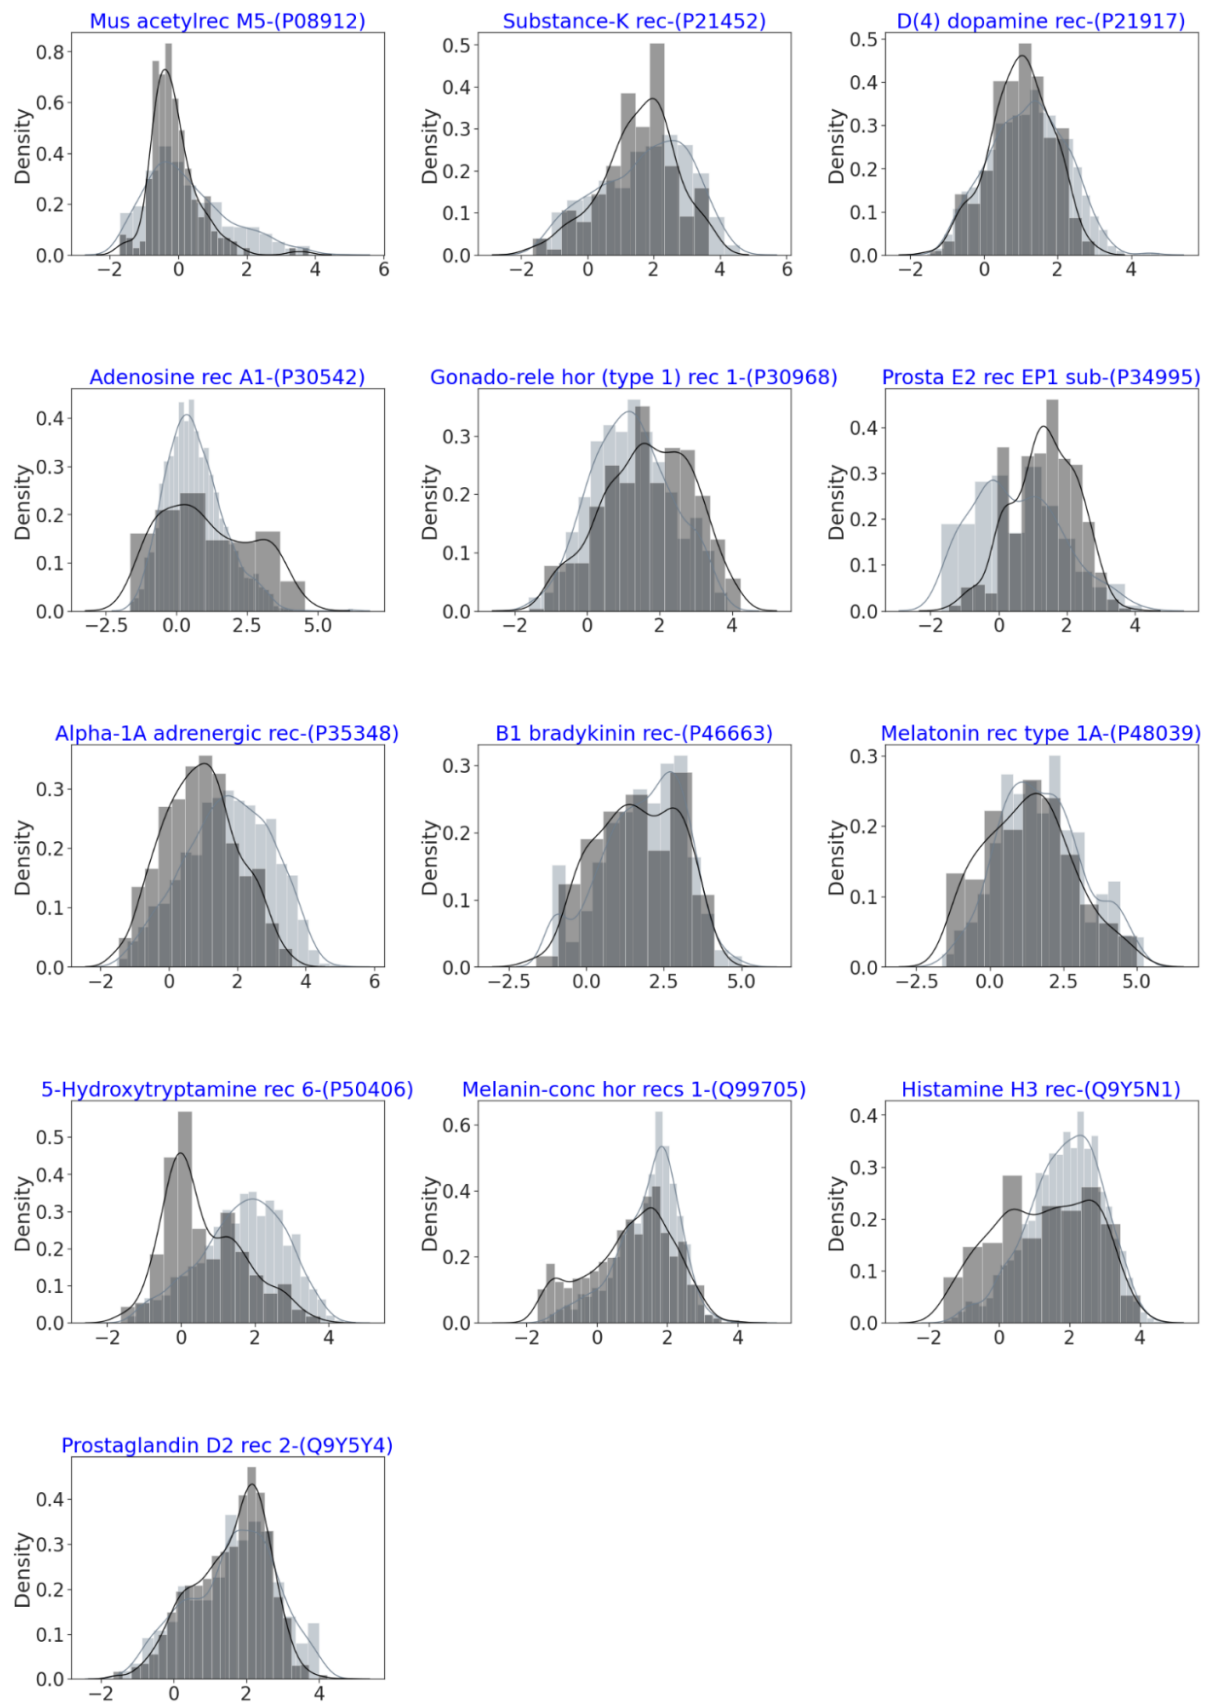 Mus acetylrec M5-(P08912)
Substance-K rec-(P21452)
D(4) dopamine rec-(P21917)
Density
0.8
0.6
0.4
0.2
0.0
−2 0 2 4 6
Density
0.5
0.4
0.3
0.2
0.1
0.0
−2 0 2 4 6
Density
0.5
0.4
0.3
0.2
0.1
0.0
−2 0 2 4
Adenosine rec A1-(P30542)
Gonado-rele hor (type 1) rec 1-(P30968)
Prosta E2 rec EP1 sub-(P34995)
Density
0.4
0.3
0.2
0.1
0.0
−2.5 0.0 2.5 5.0
Density
0.3
0.2
0.1
0.0
−2 0 2 4
Density
0.4
0.3
0.2
0.1
0.0
−2 0 2 4
Alpha-1A adrenergic rec-(P35348)
B1 bradykinin rec-(P46663)
Melatonin rec type 1A-(P48039)
Density
0.3
0.2
0.1
0.0
−2 0 2 4 6
Density
0.3
0.2
0.1
0.0
−2.5 0.0 2.5 5.0
Density
0.3
0.2
0.1
0.0
−2.5 0.0 2.5 5.0
5-Hydroxytryptamine rec 6-(P50406)
Melanin-conc hor recs 1-(Q99705)
Histamine H3 rec-(Q9Y5N1)
Density
0.5
0.4
0.3
0.2
0.1
0.0
−2 0 2 4
Density
0.6
0.4
0.2
0.0
−2 0 2 4
Density
0.4
0.3
0.2
0.1
0.0
−2 0 2 4
Prostaglandin D2 rec 2-(Q9Y5Y4)
Density
0.4
0.3
0.2
0.1
0.0
−2 0 2 4